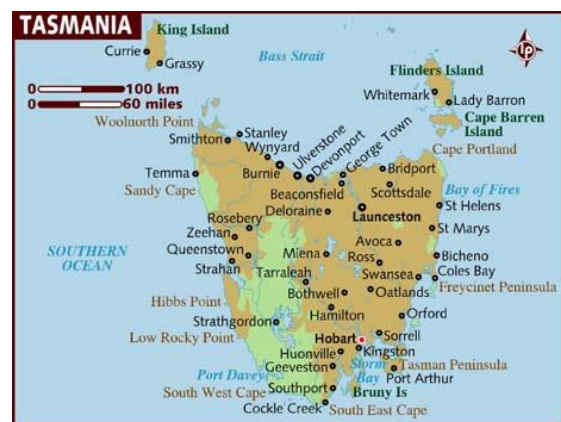 TASMANIA
King Island
Currie
Grassy
Bass Strait
0 100 km
0 60 miles
Flinders Island
Whitemark
Lady Barron
Cape Barren
Island
Cape Portland
Woolnorth Point
Stanley
Smithton
Wynyard
Burnie
Ulverstone
Devonport
George Town
Bridport
Temma
Sandy Cape
Beaconsfield
Scottsdale
Bay of Fires
Deloraine
Launceston
St Helens
Rosebery
Zeehan
St Marys
Avoca
SOUTHERN
OCEAN
Queenstown
Miena
Ross
Bicheno
Strahan
Tarraleah
Swansea
Coles Bay
Freycinet Peninsula
Bothwell
Oatlands
Hibbs Point
Hamilton
Orford
Strathgordon
Low Rocky Point
Hobart
Sorrell
Kingston
Huonville
Geeveston
Storm
Bay
Tasman Peninsula
Port Davey
Port Arthur
South West Cape
Southport
Bruny Is
Cockle Creek
South East Cape